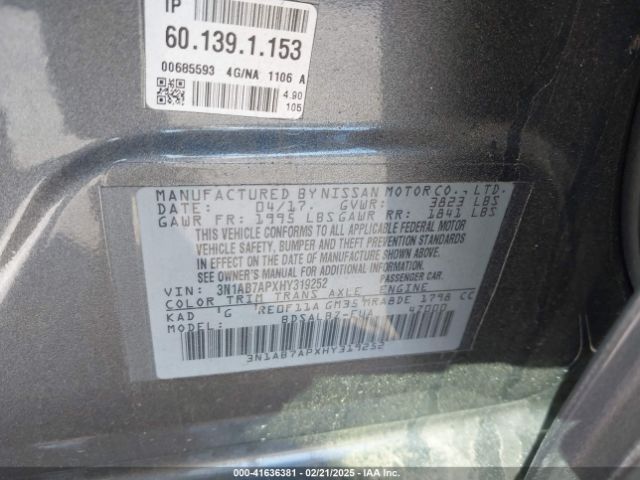 IP
60.139.1.153
00685593 4G/NA 1106 A
4.90
105
MANUFACTURED BY NISSAN MOTOR CO., LTD.
DATE: 04/17. GVWR: 3823 LBS
GAWR FR: 1995 LBS GAWR RR: 1841 LBS
THIS VEHICLE CONFORMS TO ALL APPLICABLE FEDERAL MOTOR
VEHICLE SAFETY, BUMPER AND THEFT PREVENTION STANDARDS
IN EFFECT ON THE DATE OF MANUFACTURE SHOWN ABOVE.
SEE OWNER'S MANUAL FOR ADDITIONAL INFORMATION.
VIN: 3N1AB7APXHY319252 PASSENGER CAR.
COLOR TRIM TRANS AXLE ENGINE
KAD G RE0F11A GM35 MRA8DE 1798 CC
MODEL: BDSALBZ-EUA 47000
3N1AB7APXHY319252
000-41636381 - 02/21/2025 - IAA Inc.